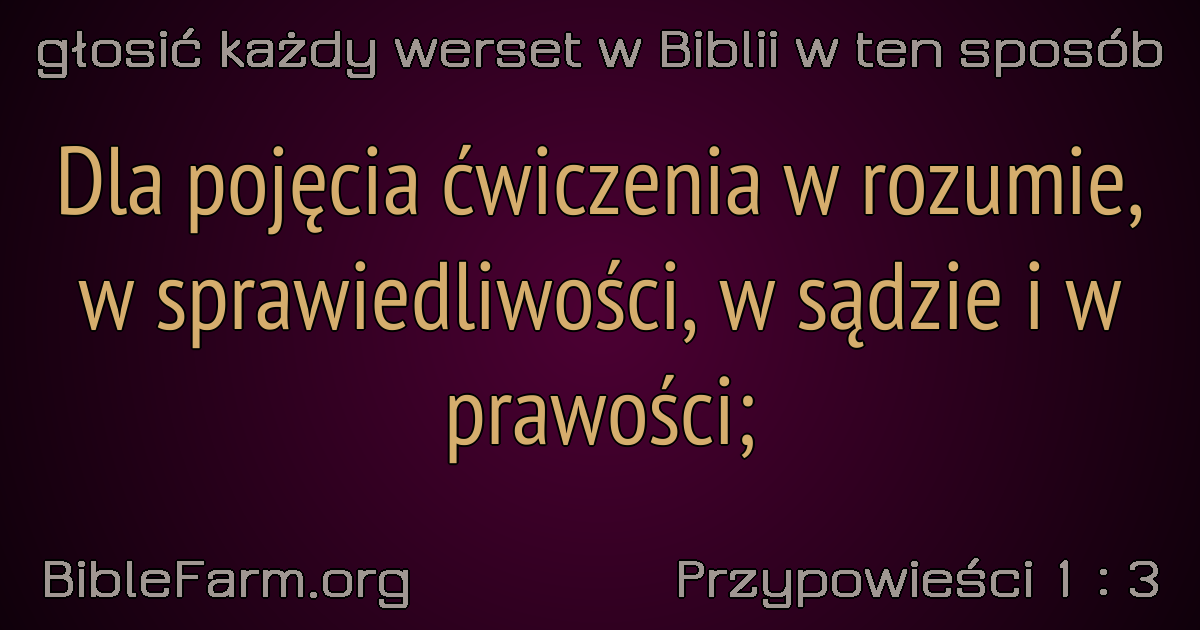 głosić każdy werset w Biblii w ten sposób
Dla pojęcia ćwiczenia w rozumie,
w sprawiedliwości, w sądzie i w
prawości;
BibleFarm.org
Przypowieści 1 : 3